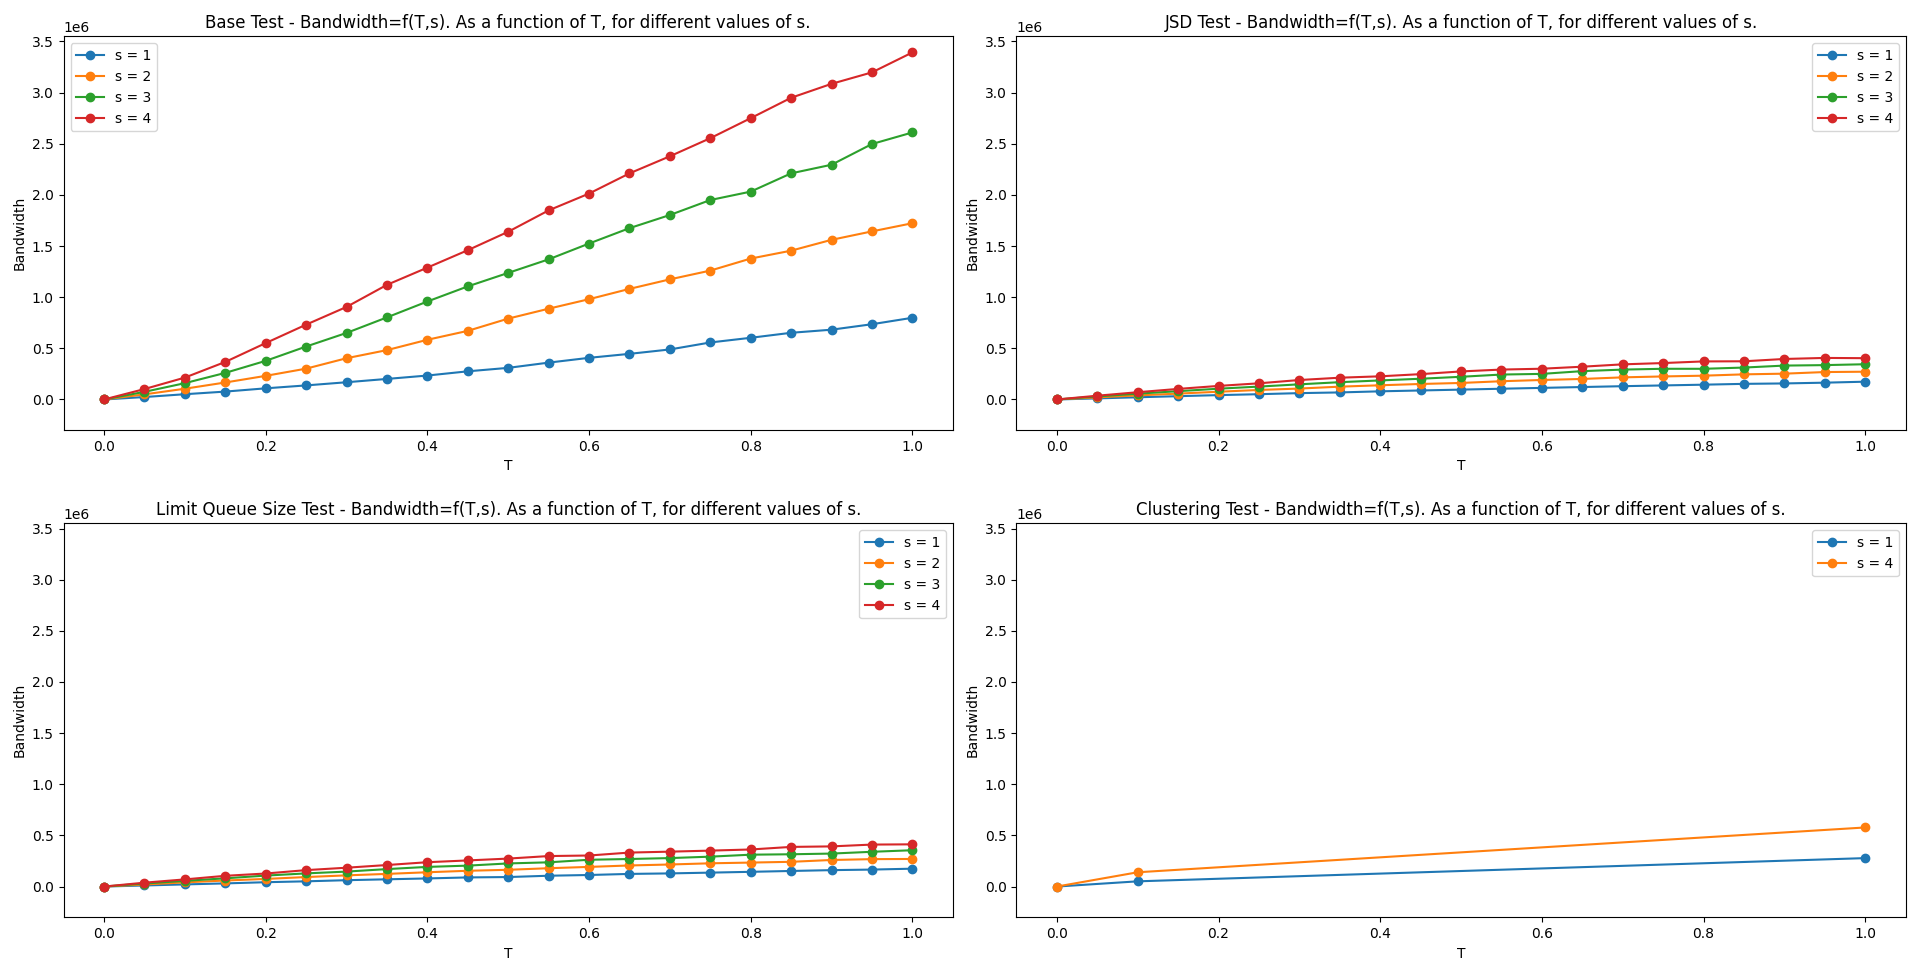 Base Test - Bandwidth=f(T,s). As a function of T, for different values of s.
1e6
3.5
3.0
2.5
2.0
1.5
1.0
0.5
0.0
Bandwidth
s = 1
s = 2
s = 3
s = 4
0.0 0.2 0.4 0.6 0.8 1.0
T
JSD Test - Bandwidth=f(T,s). As a function of T, for different values of s.
1e6
3.5
3.0
2.5
2.0
1.5
1.0
0.5
0.0
Bandwidth
s = 1
s = 2
s = 3
s = 4
0.0 0.2 0.4 0.6 0.8 1.0
T
Limit Queue Size Test - Bandwidth=f(T,s). As a function of T, for different values of s.
1e6
3.5
3.0
2.5
2.0
1.5
1.0
0.5
0.0
Bandwidth
s = 1
s = 2
s = 3
s = 4
0.0 0.2 0.4 0.6 0.8 1.0
T
Clustering Test - Bandwidth=f(T,s). As a function of T, for different values of s.
1e6
3.5
3.0
2.5
2.0
1.5
1.0
0.5
0.0
Bandwidth
s = 1
s = 4
0.0 0.2 0.4 0.6 0.8 1.0
T